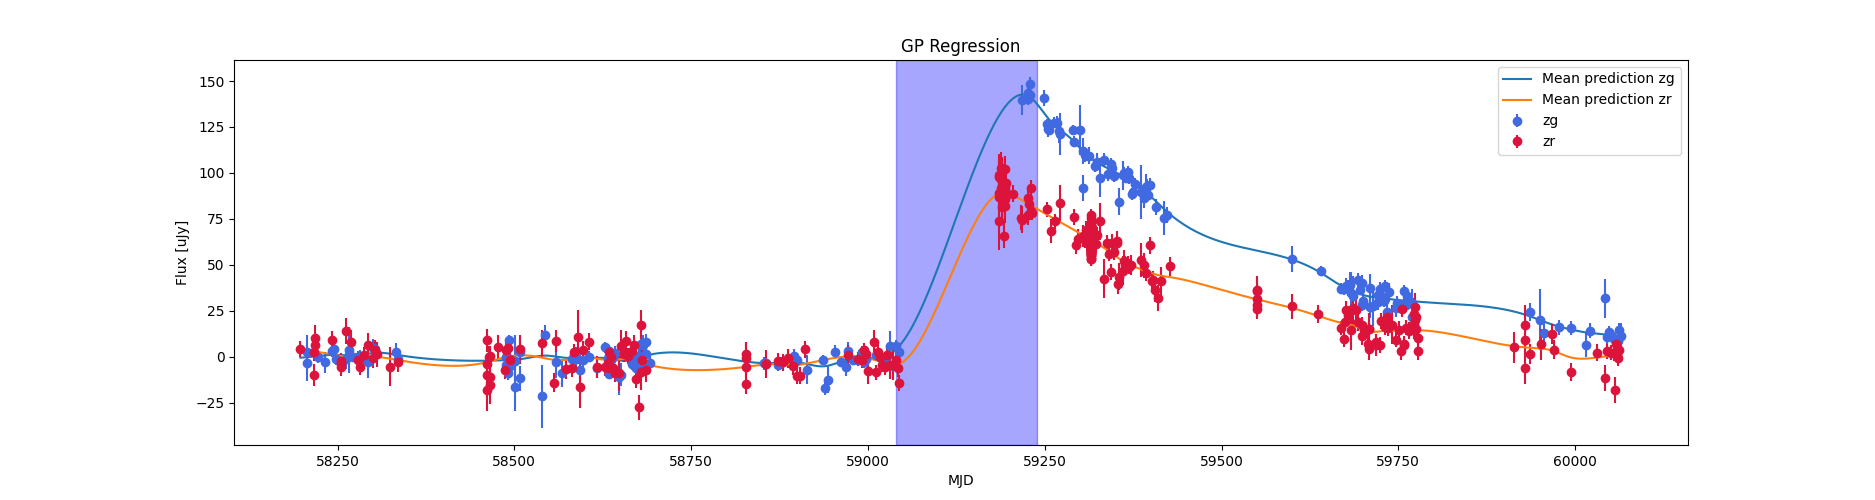 GP Regression
Flux [uJy]
150
125
100
75
50
25
0
−25
58250
58500
58750
59000
59250
59500
59750
60000
MJD
Mean prediction zg
Mean prediction zr
zg
zr